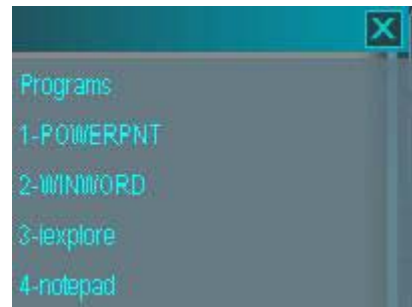 Programs
1-POWERPNT
2-WINWORD
3-iexplore
4-notepad